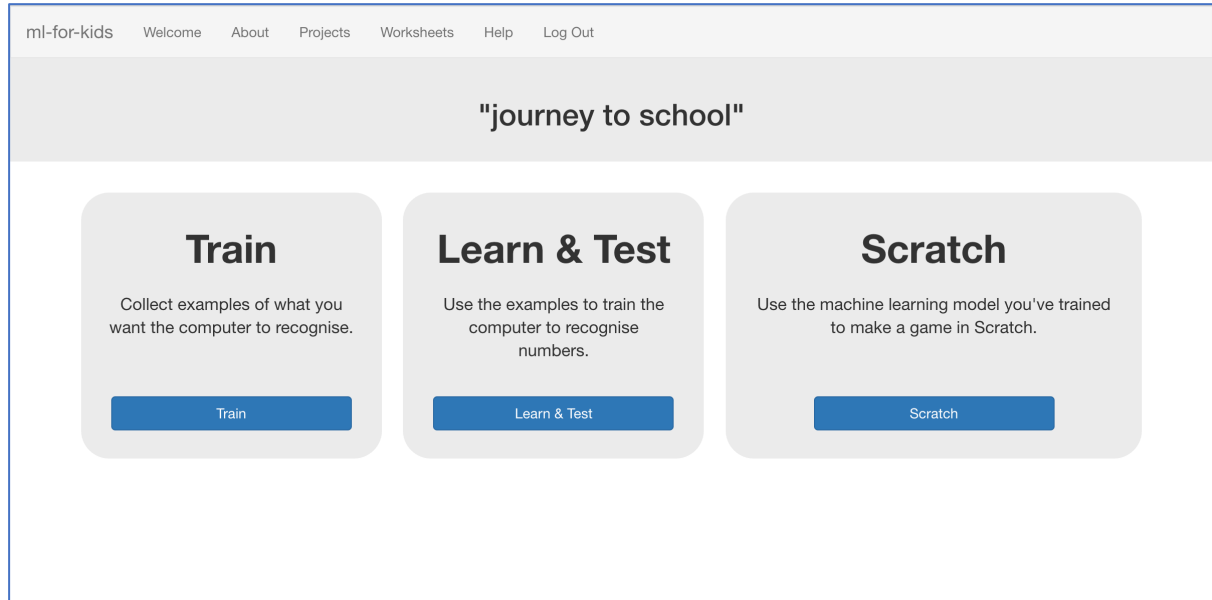 ml-for-kids Welcome About Projects Worksheets Help Log Out
"journey to school"
Train
Collect examples of what you
want the computer to recognise.
Train
Learn & Test
Use the examples to train the
computer to recognise
numbers.
Learn & Test
Scratch
Use the machine learning model you've trained
to make a game in Scratch.
Scratch